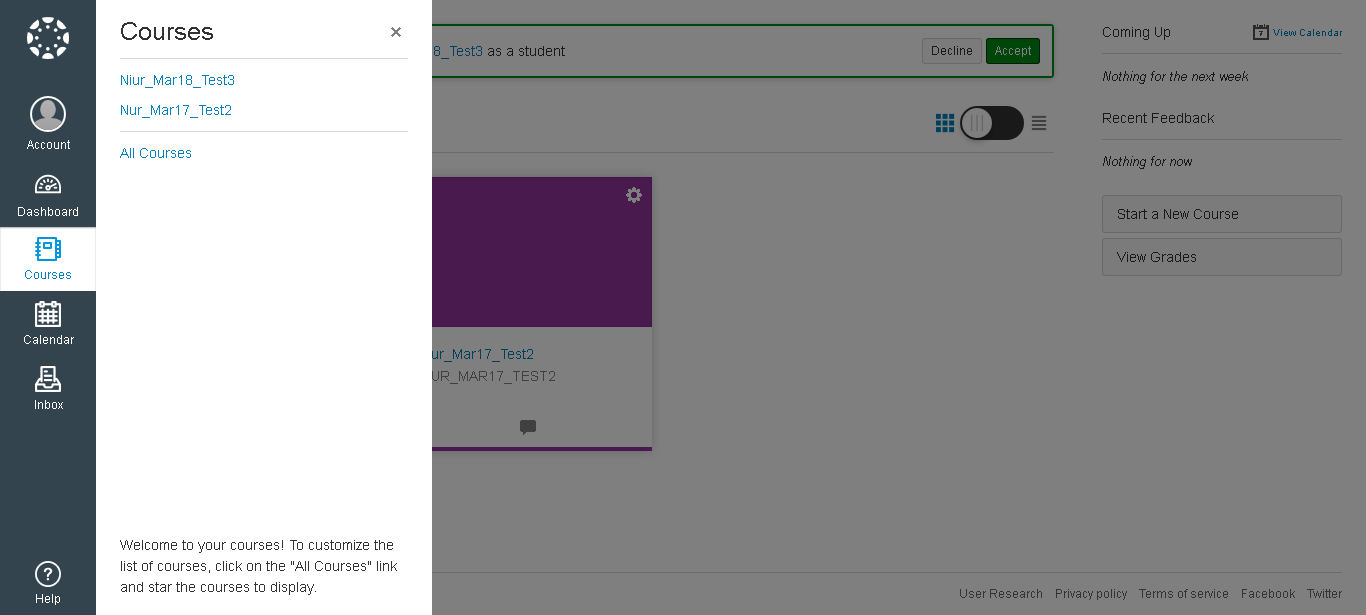 Account
Dashboard
Courses
Calendar
Inbox
Help
Courses
Niur_Mar18_Test3
Nur_Mar17_Test2
All Courses
Welcome to your courses! To customize the
list of courses, click on the "All Courses" link
and star the courses to display.
8_Test3 as a student
Decline
Accept
ur_Mar17_Test2
UR_MAR17_TEST2
Coming Up
7 View Calendar
Nothing for the next week
Recent Feedback
Nothing for now
Start a New Course
View Grades
User Research Privacy policy Terms of service Facebook Twitter